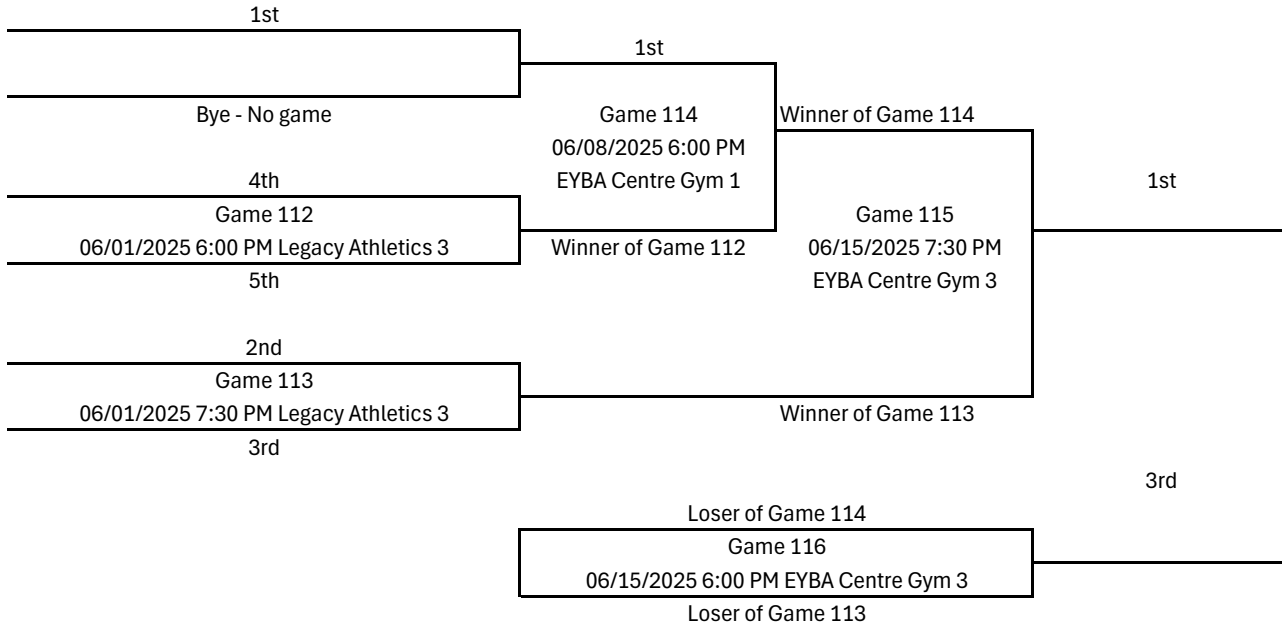 1st
1st
Bye - No game
Game 114
Winner of Game 114
06/08/2025 6:00 PM
4th
EYBA Centre Gym 1
1st
Game 112
Game 115
06/01/2025 6:00 PM Legacy Athletics 3
Winner of Game 112
06/15/2025 7:30 PM
5th
EYBA Centre Gym 3
2nd
Game 113
06/01/2025 7:30 PM Legacy Athletics 3
Winner of Game 113
3rd
3rd
Loser of Game 114
Game 116
06/15/2025 6:00 PM EYBA Centre Gym 3
Loser of Game 113